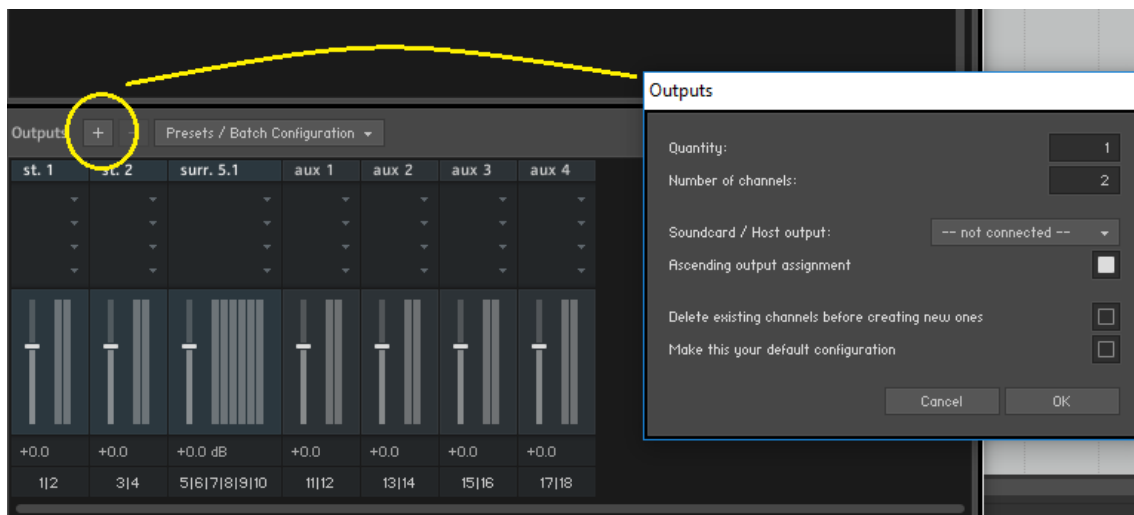 Outputs
+
-
Presets / Batch Configuration
st. 1 st. 2 surr. 5.1 aux 1 aux 2 aux 3 aux 4
+0.0 +0.0 +0.0 dB +0.0 +0.0 +0.0 +0.0
1|2 3|4 5|6|7|8|9|10 11|12 13|14 15|16 17|18
Outputs
Quantity: 1
Number of channels: 2
Soundcard / Host output: -- not connected --
Ascending output assignment
Delete existing channels before creating new ones
Make this your default configuration
Cancel OK